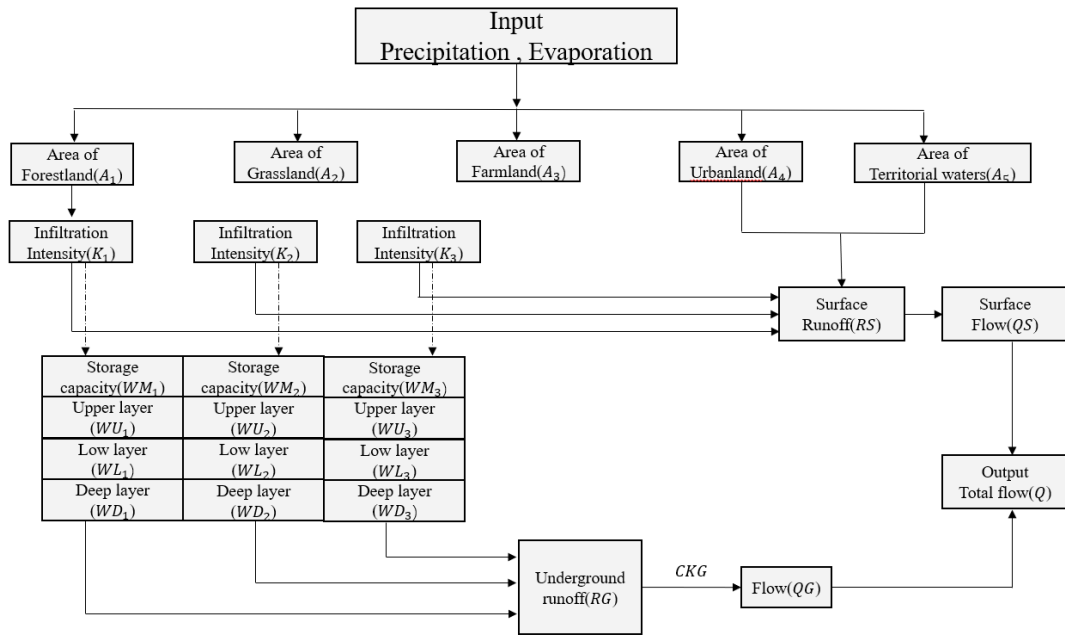 Input
Precipitation , Evaporation
Area of
Forestland(A₁)
Area of
Grassland(A₂)
Area of
Farmland(A₃)
Area of
Urbanland(A₄)
Area of
Territorial waters(A₅)
Infiltration
Intensity(K₁)
Infiltration
Intensity(K₂)
Infiltration
Intensity(K₃)
Surface
Runoff(RS)
Surface
Flow(QS)
Storage
capacity(WM₁)
Storage
capacity(WM₂)
Storage
capacity(WM₃)
Upper layer
(WU₁)
Upper layer
(WU₂)
Upper layer
(WU₃)
Low layer
(WL₁)
Low layer
(WL₂)
Low layer
(WL₃)
Deep layer
(WD₁)
Deep layer
(WD₂)
Deep layer
(WD₃)
Output
Total flow(Q)
Underground
runoff(RG)
CKG
Flow(QG)